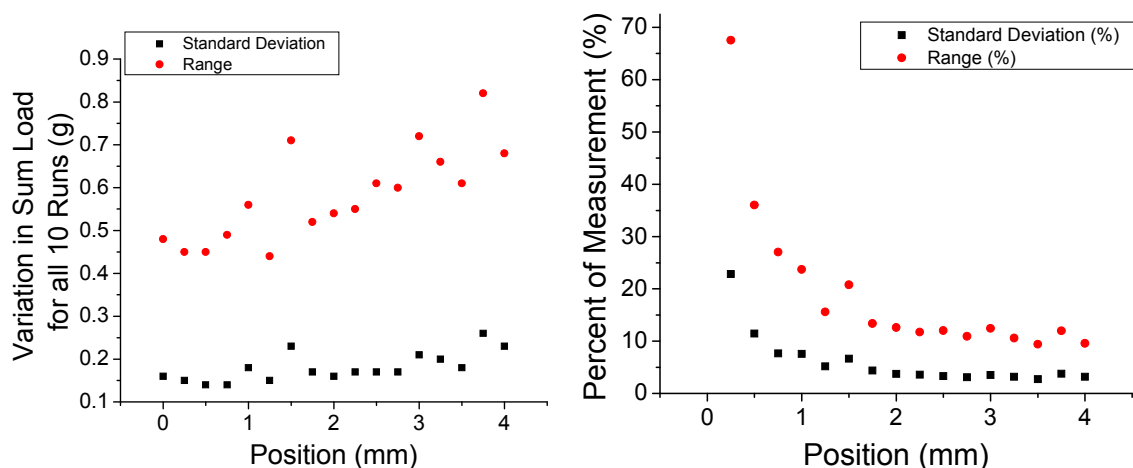 Standard Deviation
Range
Variation in Sum Load
for all 10 Runs (g)
0.9
0.8
0.7
0.6
0.5
0.4
0.3
0.2
0.1
0 1 2 3 4
Position (mm)
Standard Deviation (%)
Range (%)
Percent of Measurement (%)
70
60
50
40
30
20
10
0
0 1 2 3 4
Position (mm)